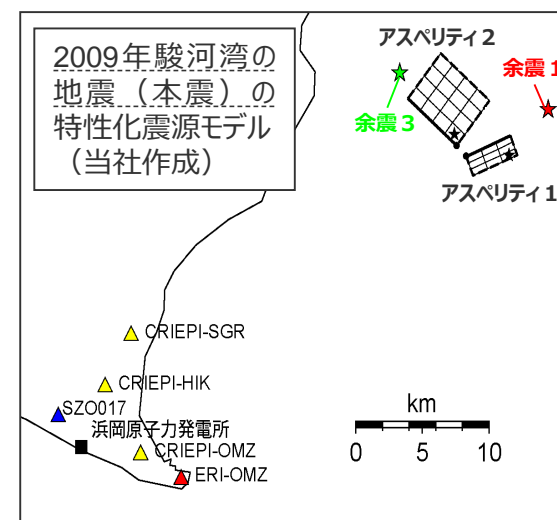 2009年駿河湾の
地震（本震）の
特性化震源モデル
（当社作成）
アスペリティ２
余震１
余震３
アスペリティ１
CRIEPI-SGR
CRIEPI-HIK
SZO017
浜岡原子力発電所
CRIEPI-OMZ
ERI-OMZ
km
0 5 10